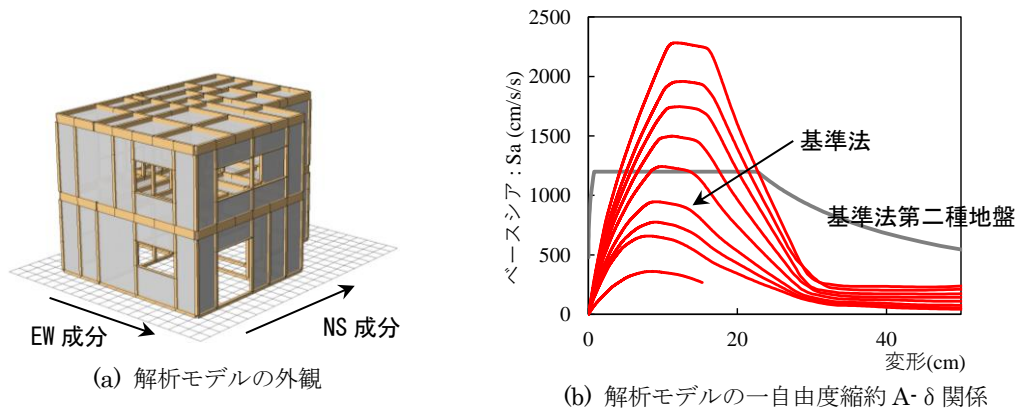 EW 成分
NS 成分
(a) 解析モデルの外観
ベースシア：Sa (cm/s/s)
2500
2000
1500
1000
500
0
0
20
40
変形(cm)
基準法
基準法第二種地盤
(b) 解析モデルの一自由度縮約 A- δ 関係